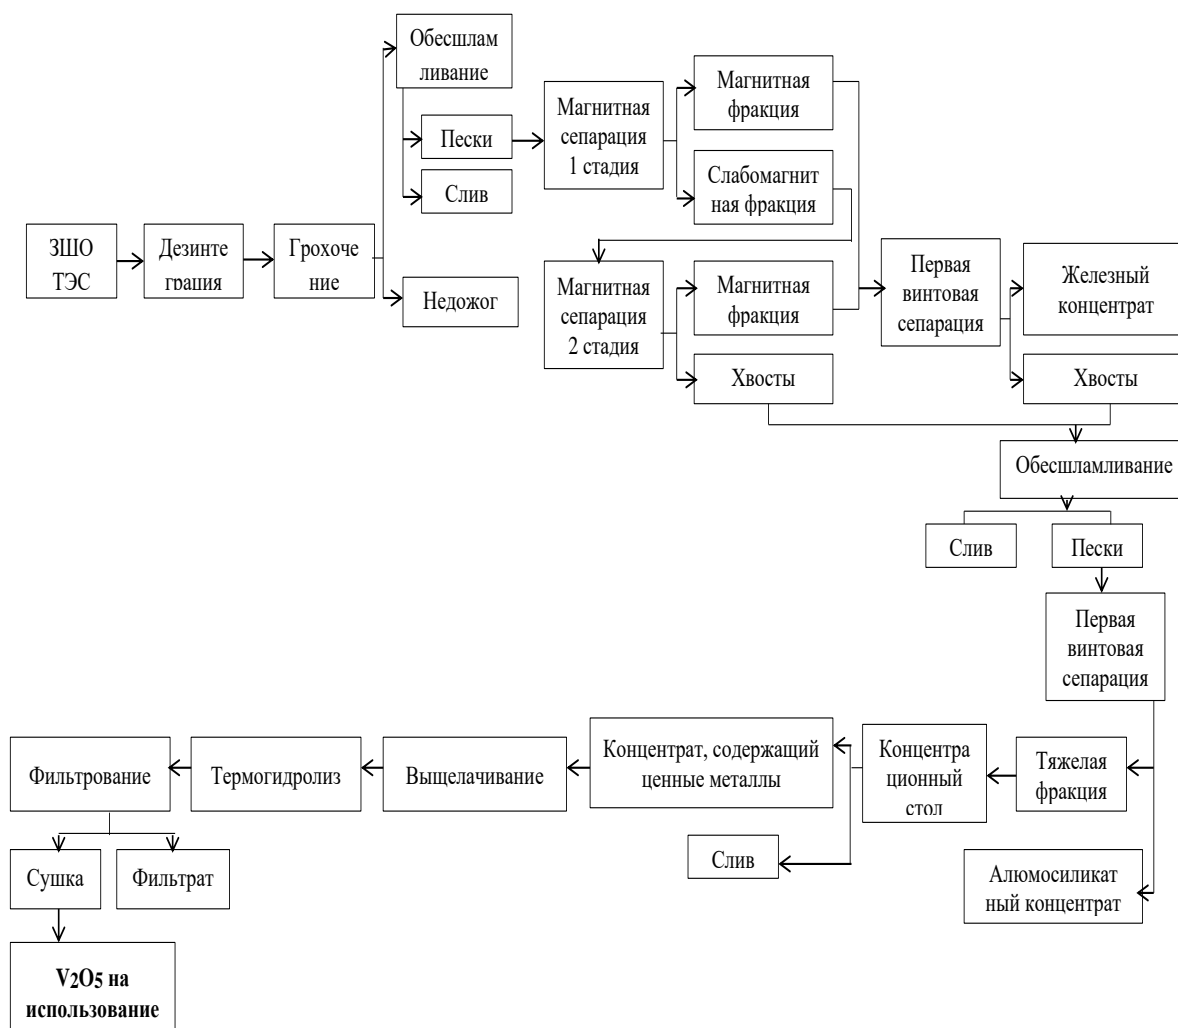 Обесшлам
ливание
Магнитная
сепарация
1 стадия
Магнитная
фракция
Пески
Слив
Слабомагнит
ная фракция
ЗШО
ТЭС
Дезинте
грация
Грохоче
ние
Недожог
Магнитная
сепарация
2 стадия
Магнитная
фракция
Хвосты
Первая
винтовая
сепарация
Железный
концентрат
Хвосты
Обесшламливание
Слив
Пески
Первая
винтовая
сепарация
Фильтрование
Термогидролиз
Выщелачивание
Концентрат, содержащий
ценные металлы
Концентра
ционный
стол
Тяжелая
фракция
Слив
Алюмосиликат
ный концентрат
Сушка
Фильтрат
V2O5 на
использование